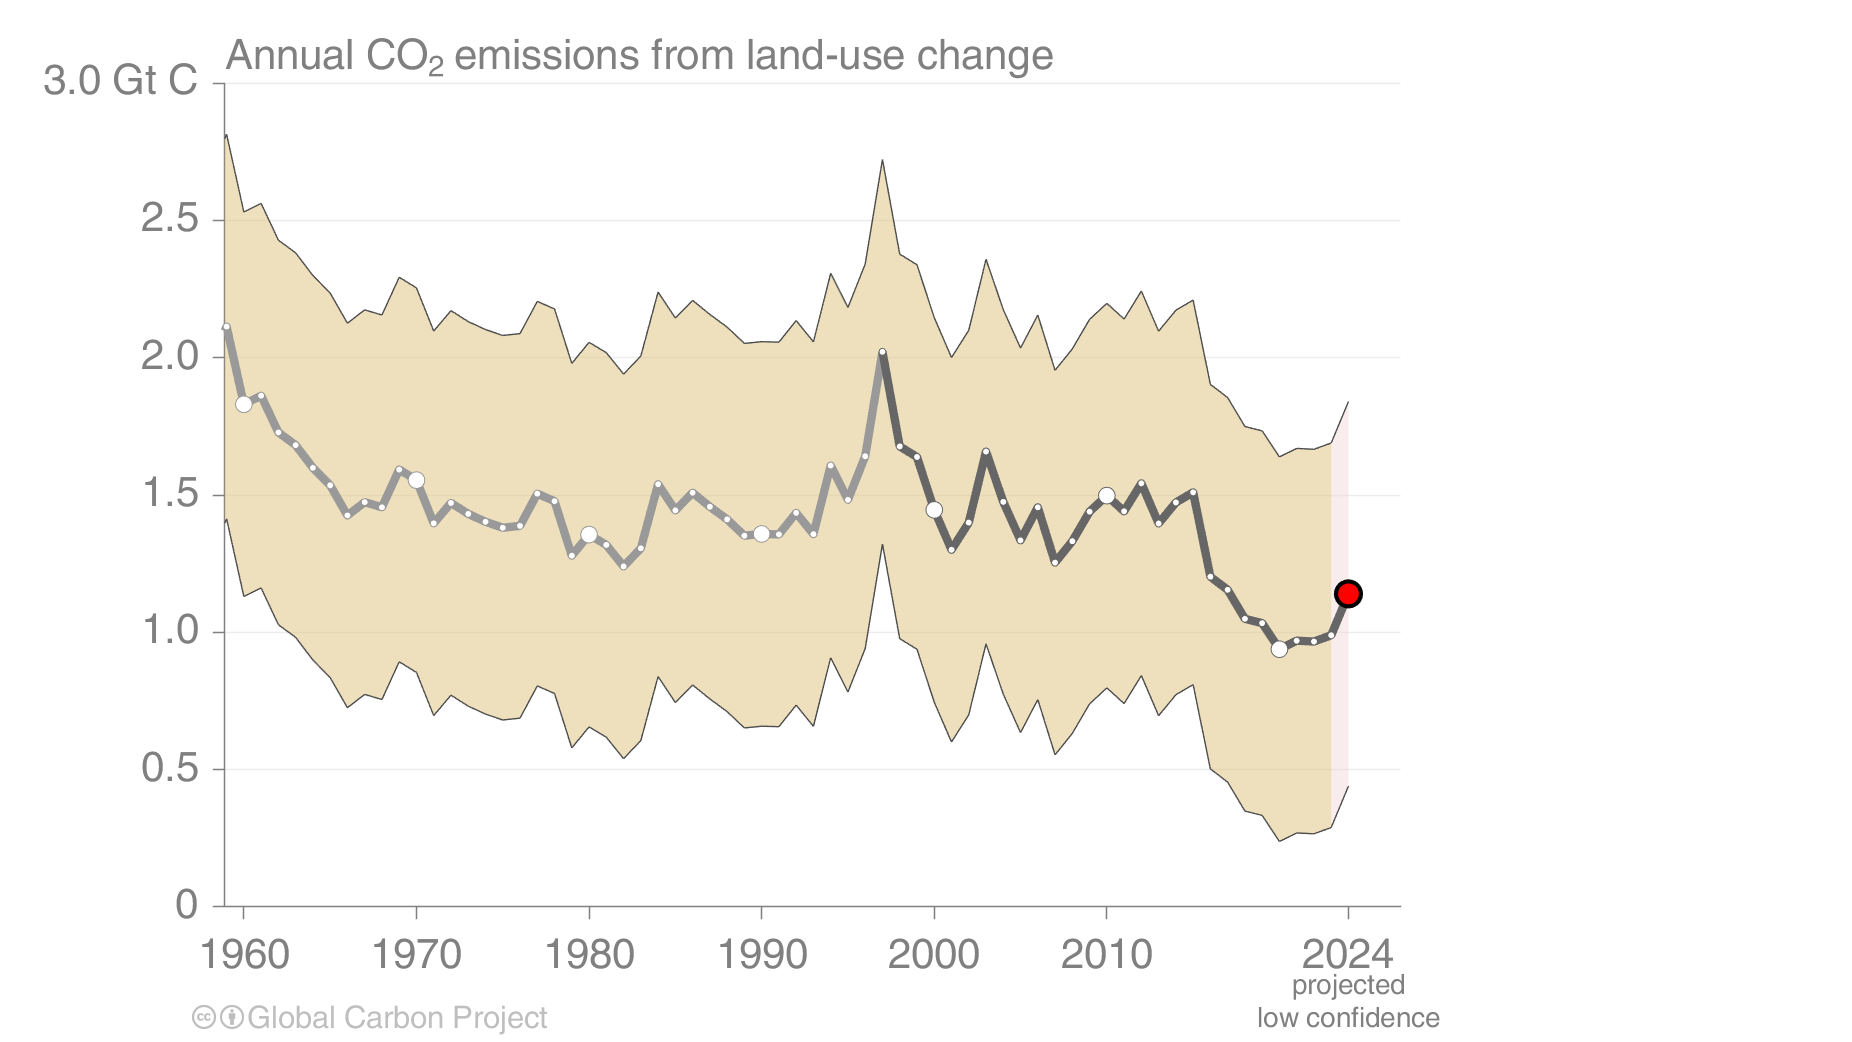 Annual CO₂ emissions from land-use change
3.0 Gt C
2.5
2.0
1.5
1.0
0.5
0
1960 1970 1980 1990 2000 2010 2024
projected
low confidence
cc Global Carbon Project